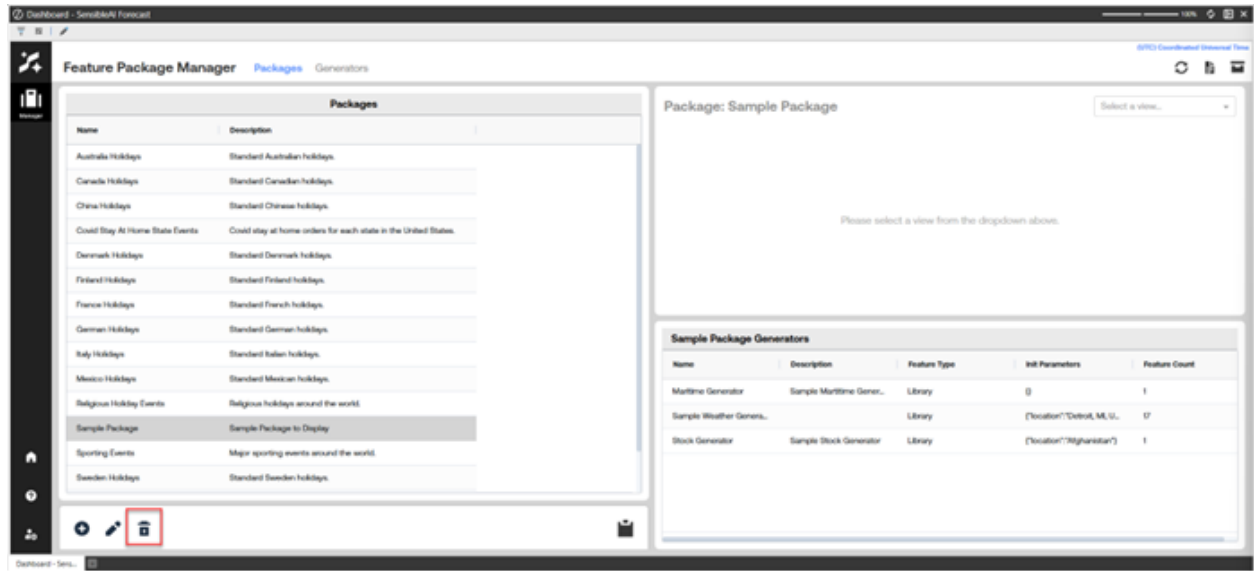 Dashboard - SensibleAI Forecast
100%
(UTC) Coordinated Universal Time
Feature Package Manager Packages Generators
Manager
Packages
Name Description
Australia Holidays Standard Australian holidays.
Canada Holidays Standard Canadian holidays.
China Holidays Standard Chinese holidays.
Covid Stay At Home State Events Covid stay at home orders for each state in the United States.
Denmark Holidays Standard Denmark holidays.
Finland Holidays Standard Finland holidays.
France Holidays Standard French holidays.
German Holidays Standard German holidays.
Italy Holidays Standard Italian holidays.
Mexico Holidays Standard Mexican holidays.
Religious Holiday Events Religious holidays around the world.
Sample Package Sample Package to Display
Sporting Events Major sporting events around the world.
Sweden Holidays Standard Sweden holidays.
Package: Sample Package Select a view...
Please select a view from the dropdown above.
Sample Package Generators
Name Description Feature Type Init Parameters Feature Count
Maritime Generator Sample Maritime Gener... Library {} 1
Sample Weather Genera... Library {"location":"Detroit, MI, U... 17
Stock Generator Sample Stock Generator Library {"location":"Afghanistan"} 1
Dashboard - Sens...